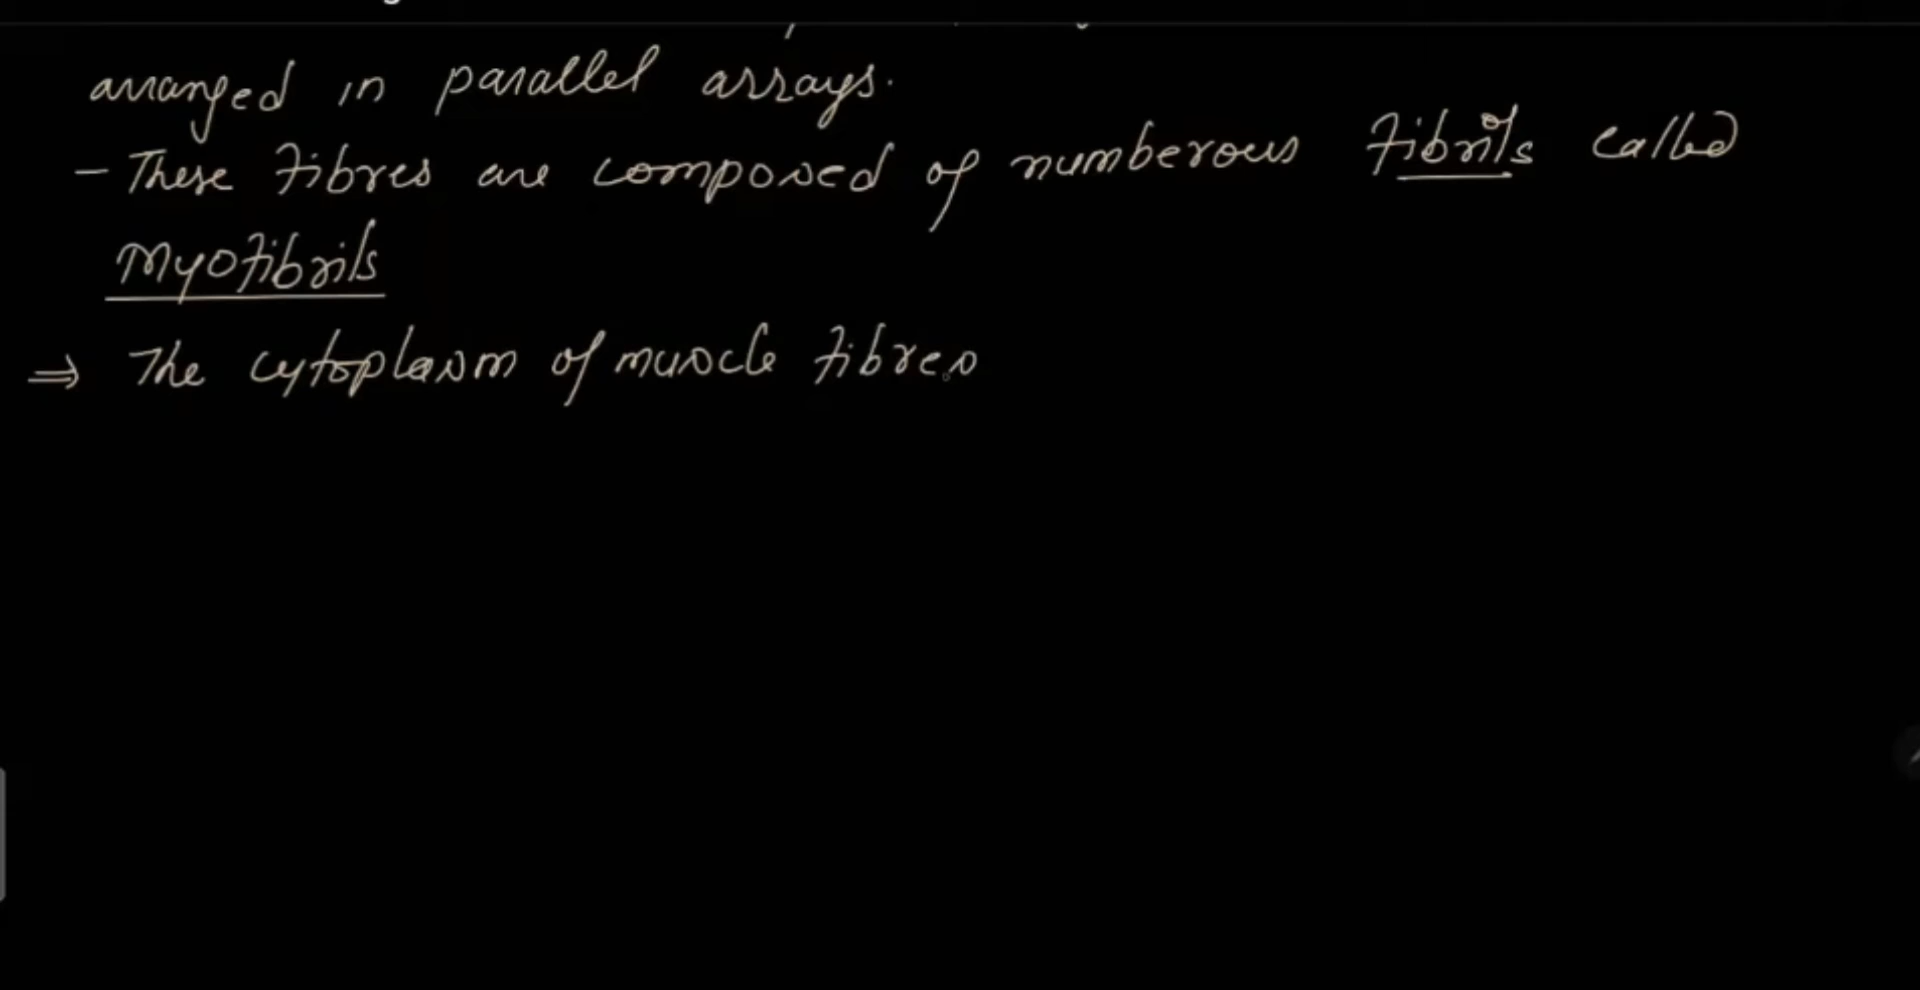 arranged in parallel arrays.
- These fibres are composed of numberous fibrils called
Myofibrils
⇒ The cytoplasm of muscle fibres